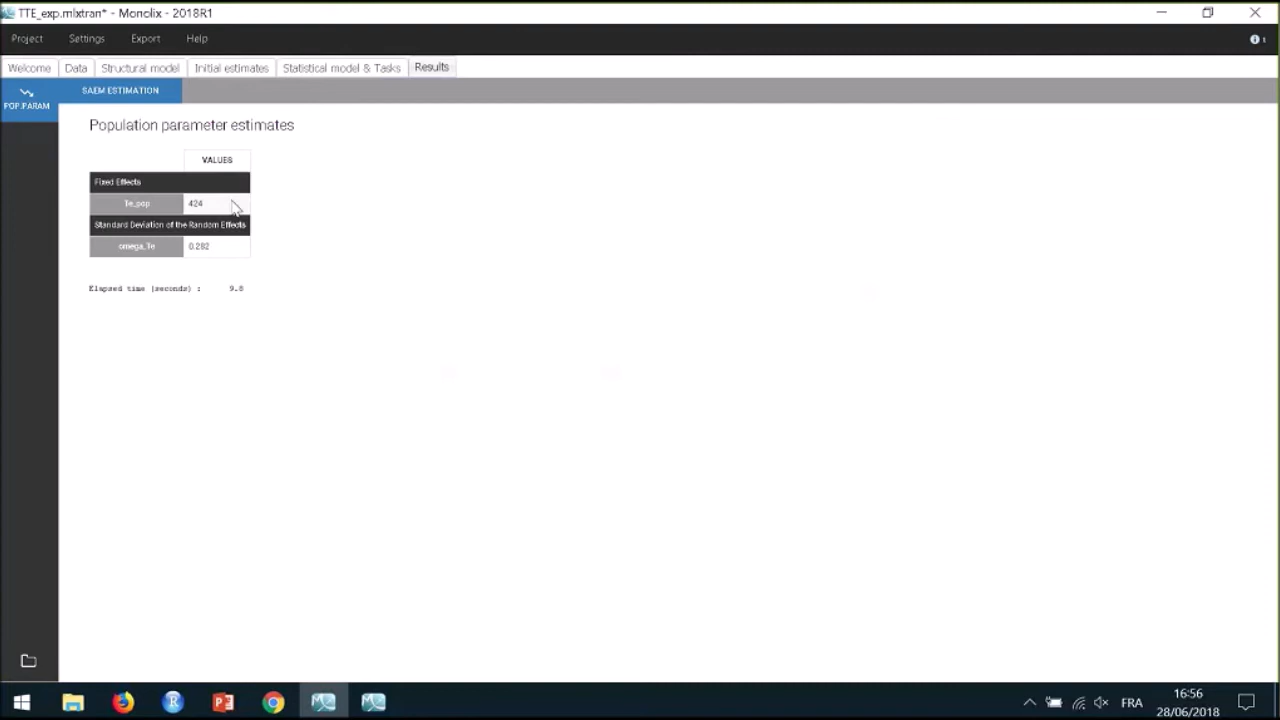 TTE_exp.mlxtran* - Monolix - 2018R1
Project Settings Export Help
1
Welcome Data Structural model Initial estimates Statistical model & Tasks Results
POP.PARAM
SAEM ESTIMATION
Population parameter estimates
VALUES
Fixed Effects
Te_pop 424
Standard Deviation of the Random Effects
omega_Te 0.282
Elapsed time (seconds) : 9.8
FRA
16:56
28/06/2018